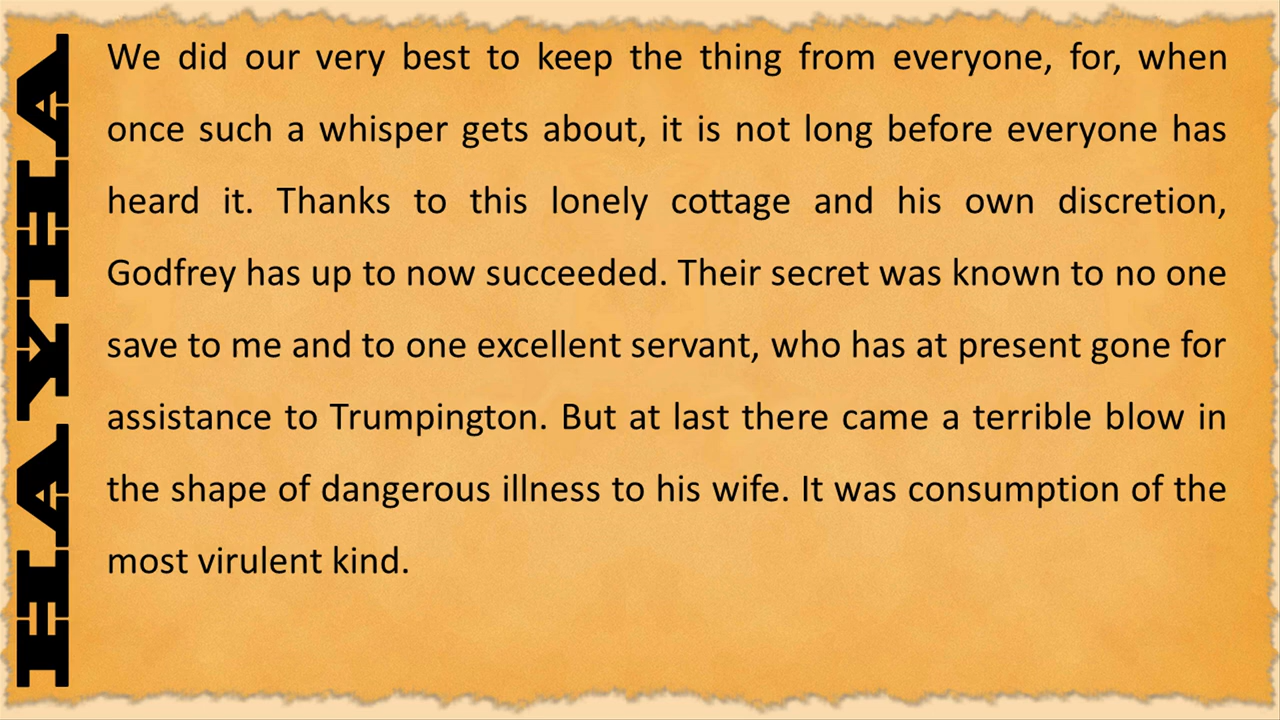 HAYHA
We did our very best to keep the thing from everyone, for, when
once such a whisper gets about, it is not long before everyone has
heard it. Thanks to this lonely cottage and his own discretion,
Godfrey has up to now succeeded. Their secret was known to no one
save to me and to one excellent servant, who has at present gone for
assistance to Trumpington. But at last there came a terrible blow in
the shape of dangerous illness to his wife. It was consumption of the
most virulent kind.